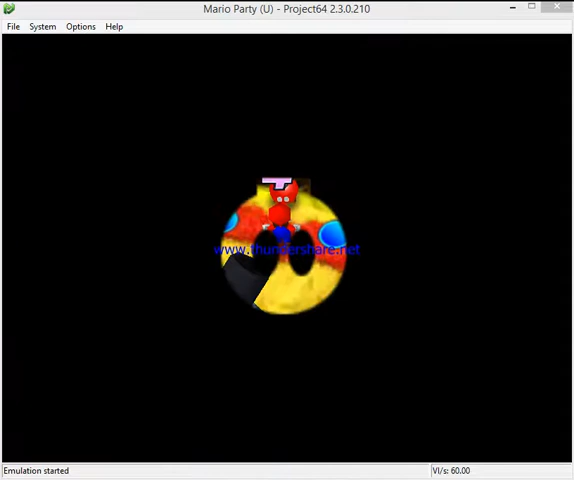 Mario Party (U) - Project64 2.3.0.210
File System Options Help
www.thundershare.net
Emulation started
VI/s: 60.00